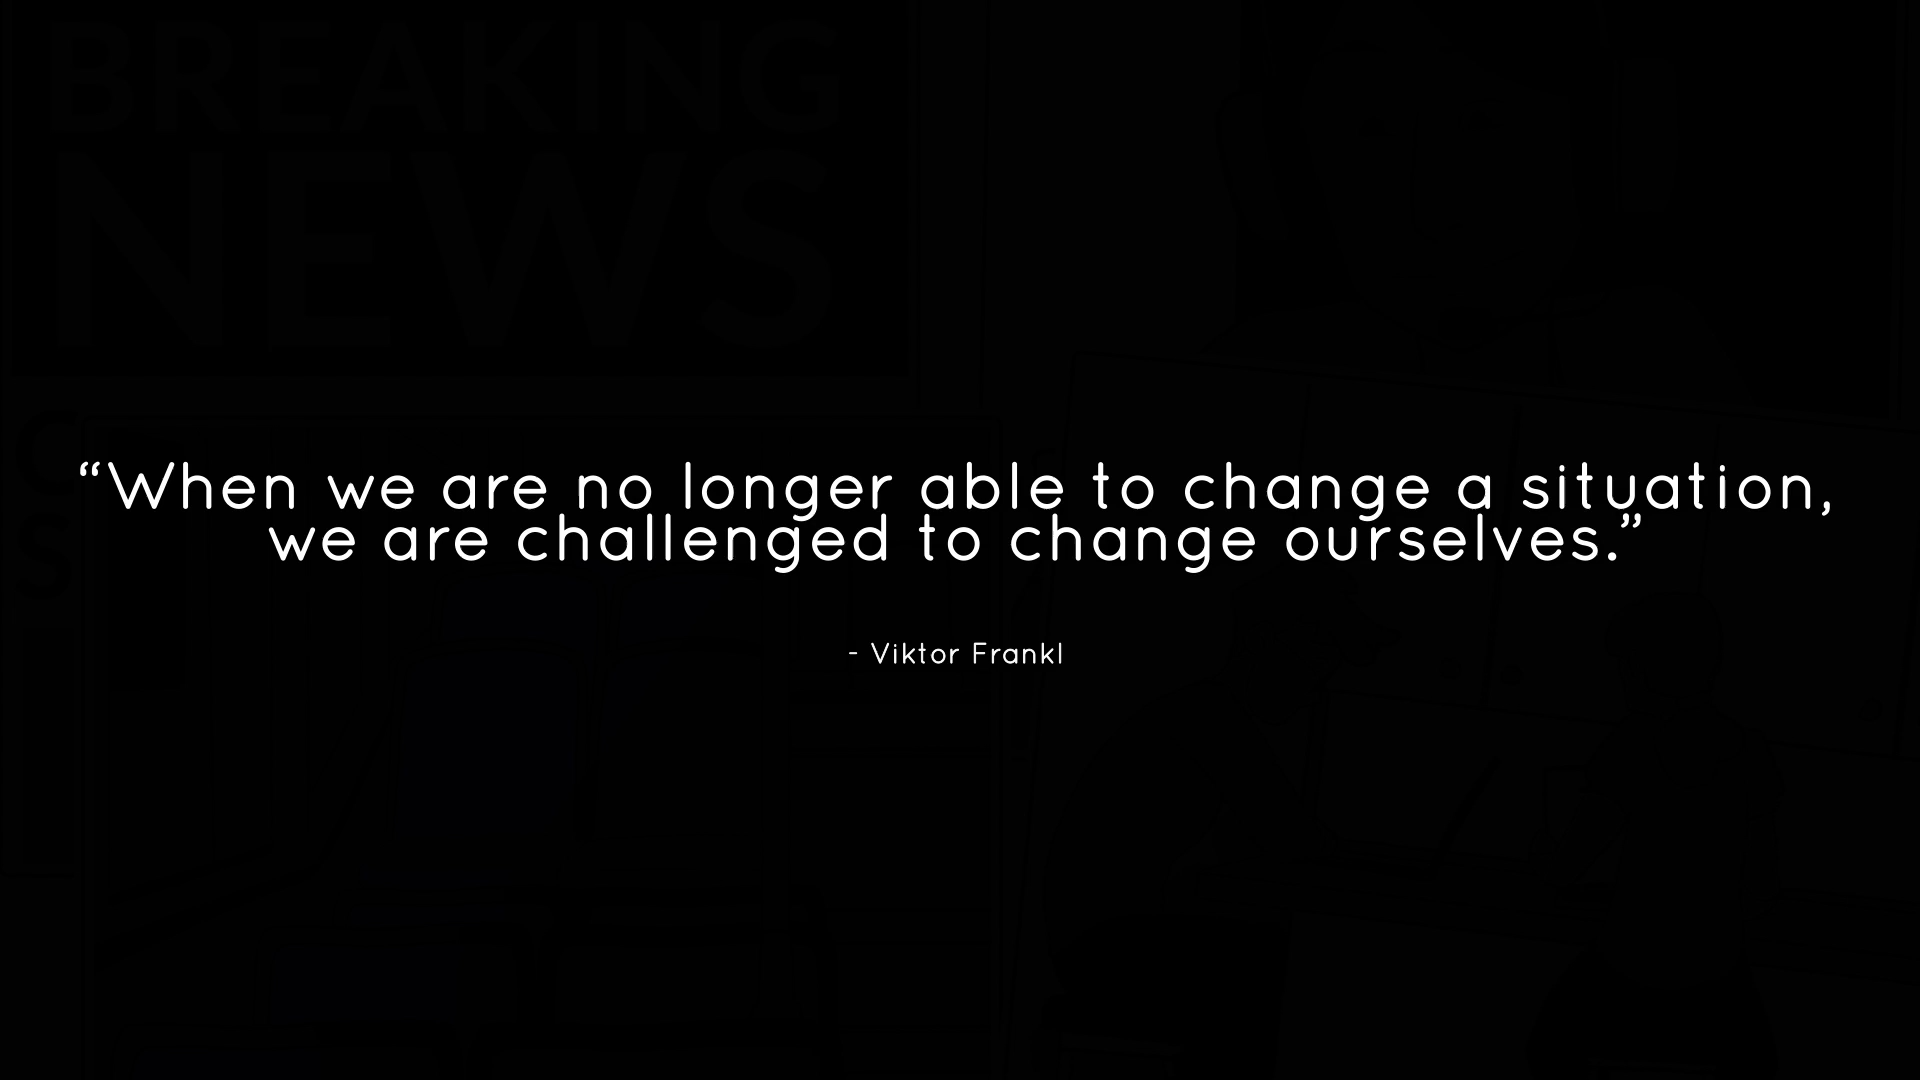 BREAKING
NEWS
“When we are no longer able to change a situation,
we are challenged to change ourselves.”
- Viktor Frankl